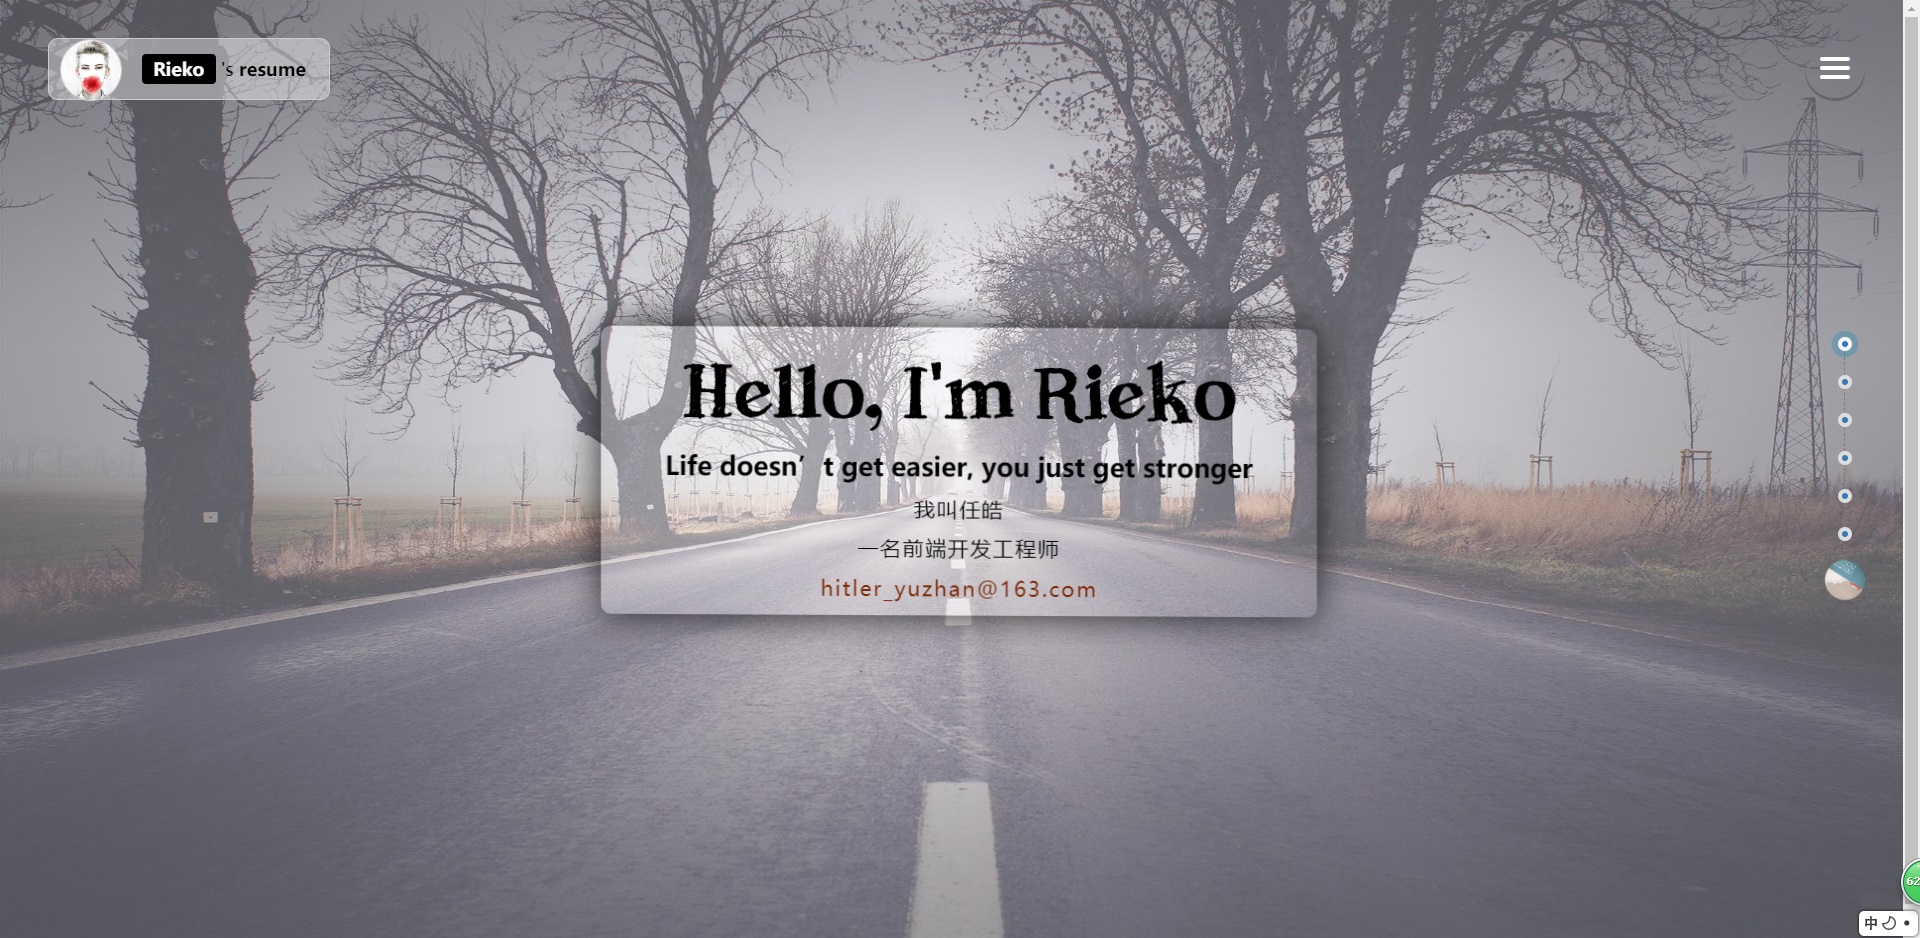 Rieko 's resume
Hello, I'm Rieko
Life doesn’t get easier, you just get stronger
我叫任皓
一名前端开发工程师
hitler_yuzhan@163.com
62
中